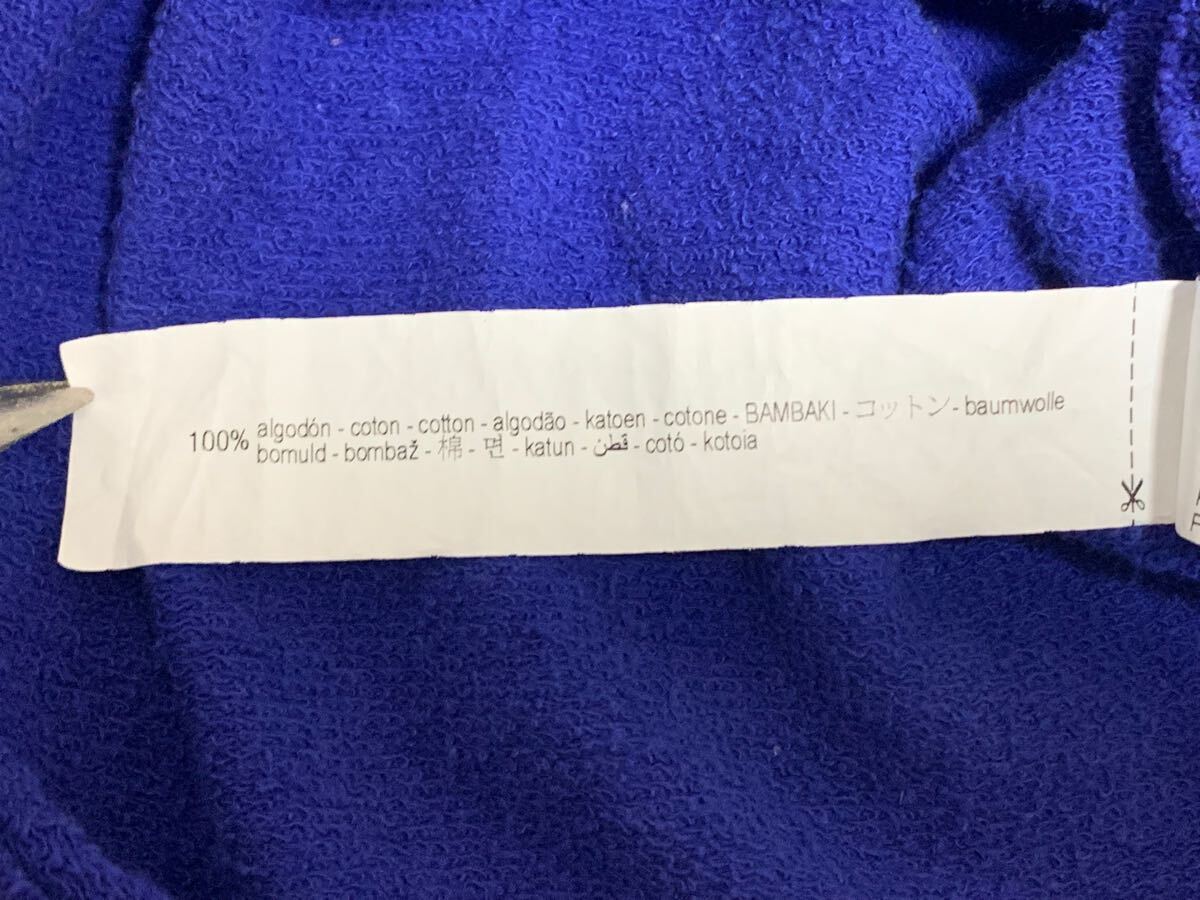 100% algodón - coton - cotton - algodão - katoen - cotone - BAMBAKI - コットン - baumwolle
bomuld - bombaž - 棉 - 면 - katun - قطن - cotó - kotoia